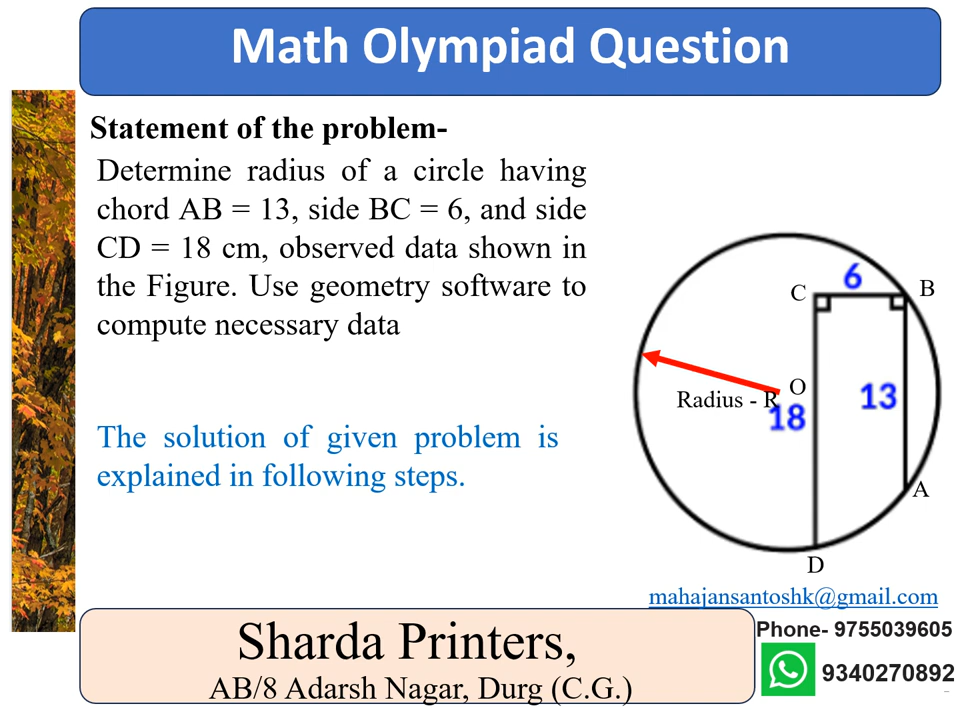 Math Olympiad Question
Statement of the problem-
Determine radius of a circle having
chord AB = 13, side BC = 6, and side
CD = 18 cm, observed data shown in
the Figure. Use geometry software to
compute necessary data
The solution of given problem is
explained in following steps.
6
C
B
O
Radius - R
18
13
A
D
mahajansantoshk@gmail.com
Phone- 9755039605
9340270892
Sharda Printers,
AB/8 Adarsh Nagar, Durg (C.G.)